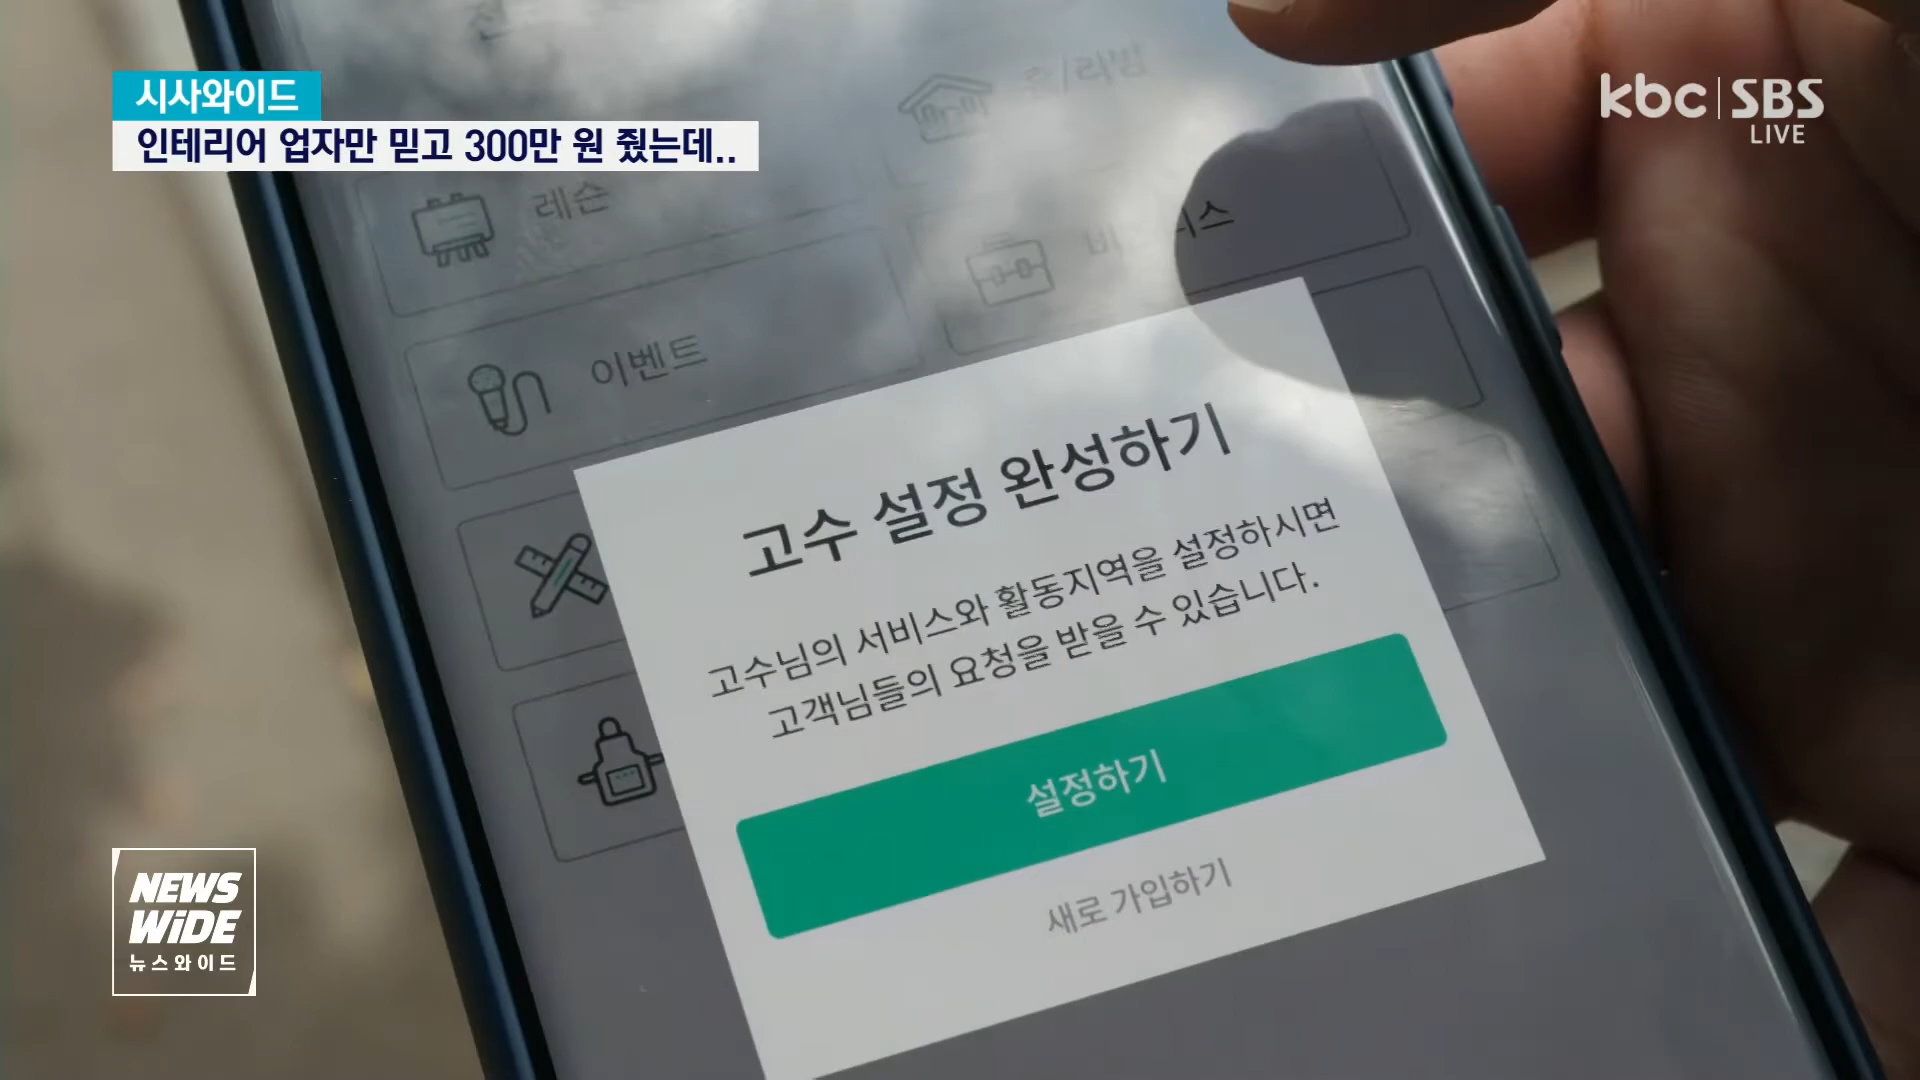 시사와이드
인테리어 업자만 믿고 300만 원 줬는데..
kbc SBS
LIVE
홈/리빙
레슨
이벤트
고수 설정 완성하기
고수님의 서비스와 활동지역을 설정하시면
고객님들의 요청을 받을 수 있습니다.
설정하기
새로 가입하기
NEWS
WiDE
뉴스와이드